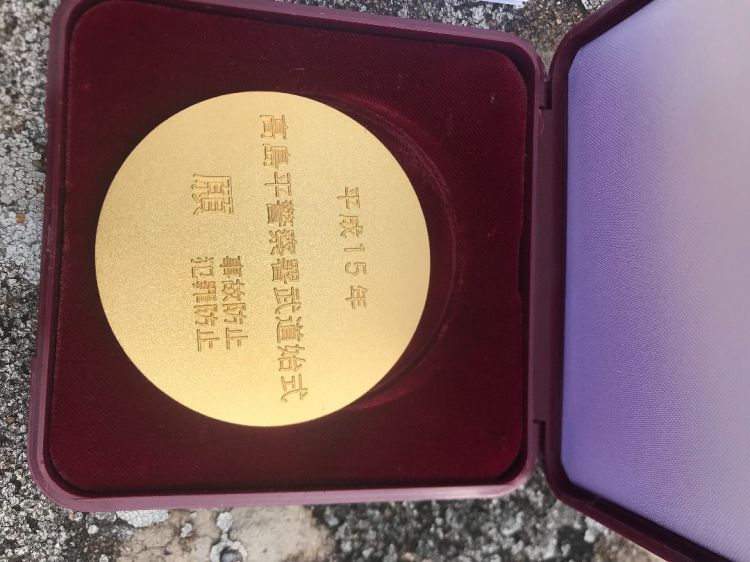 平成15年
高島平警察署武道始式
願 事故防止
犯罪防止